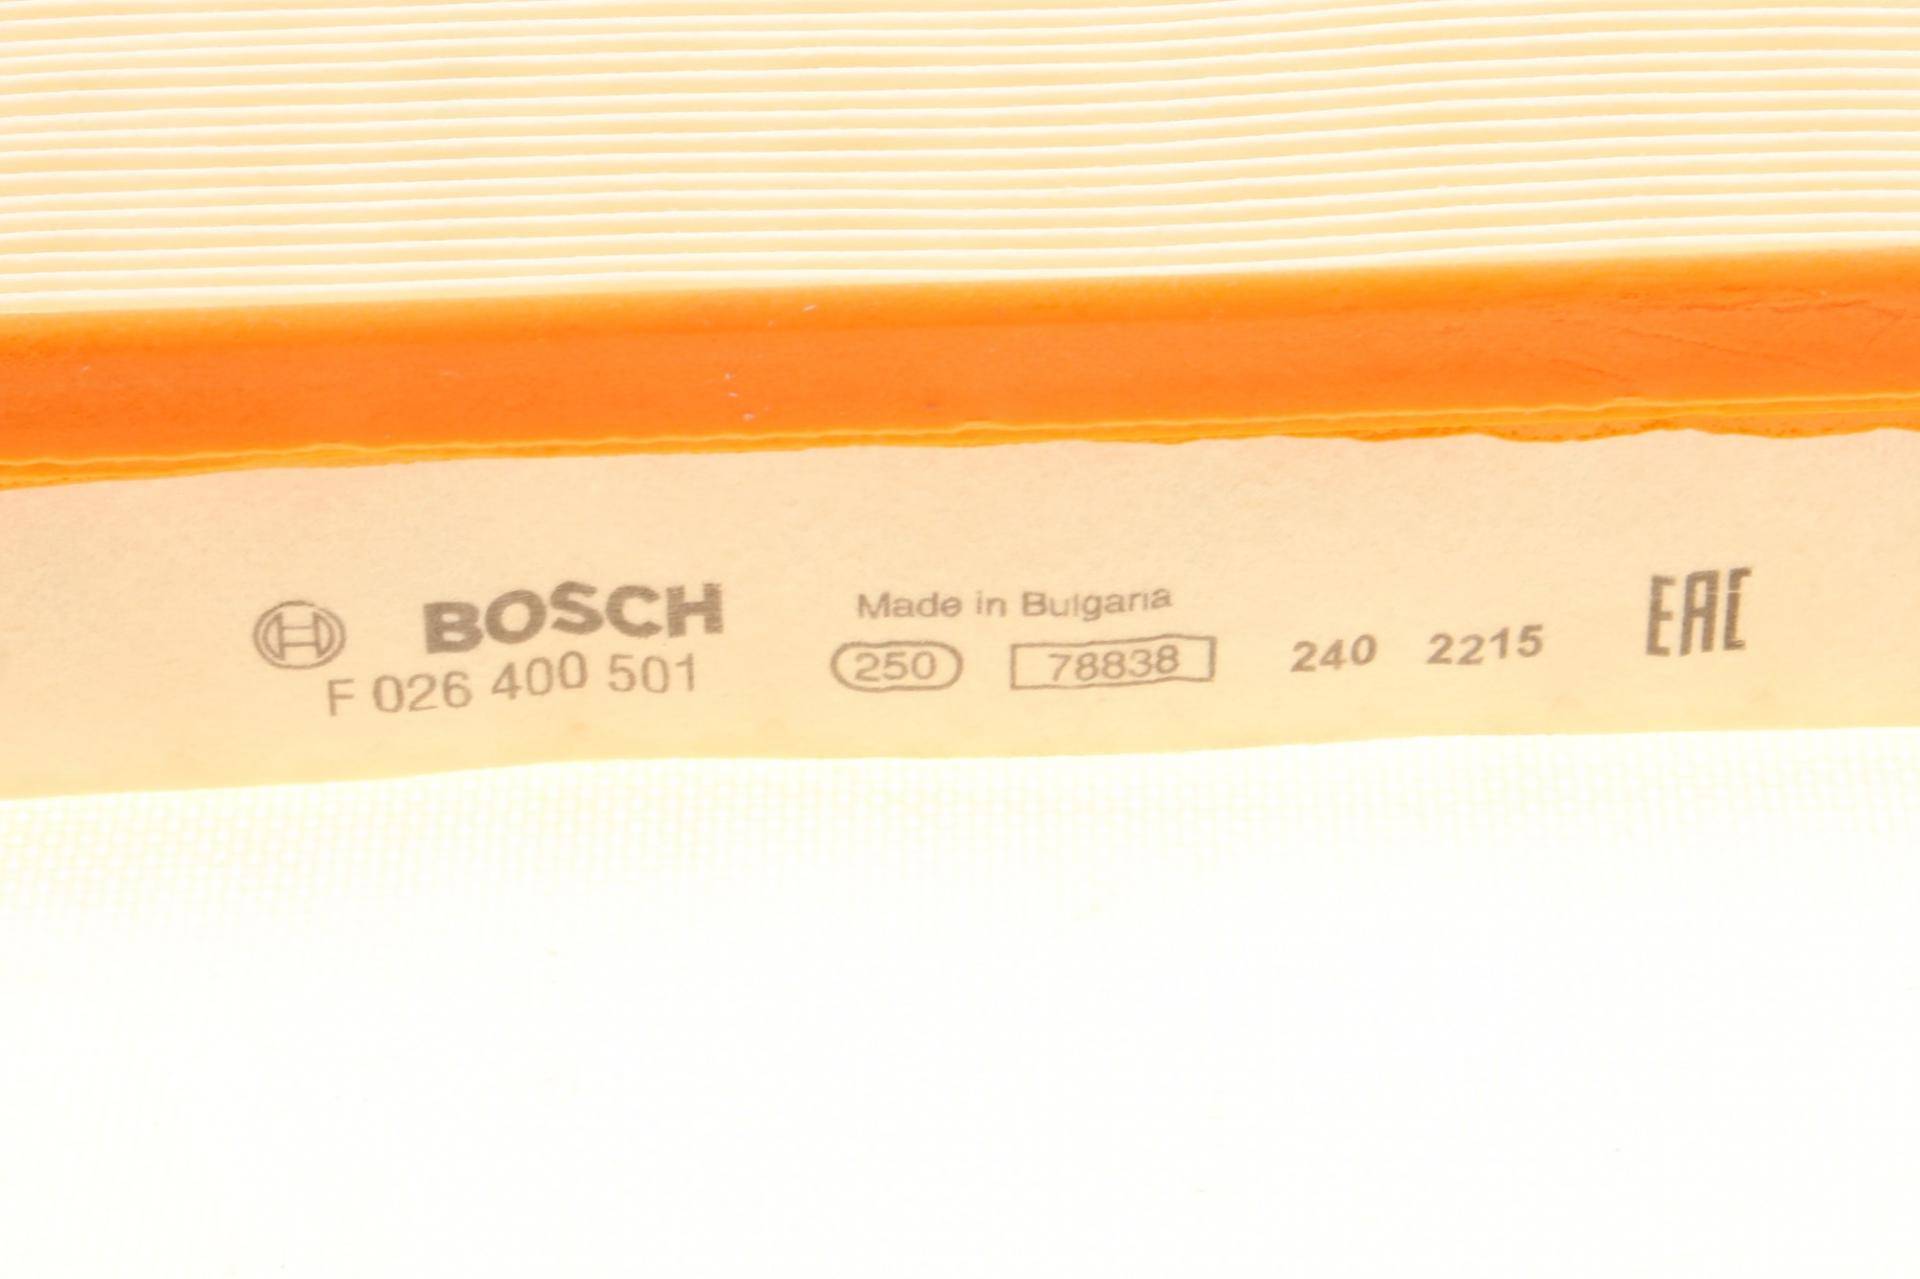 BOSCH
F 026 400 501
Made in Bulgaria
250 78838 240 2215
EAC